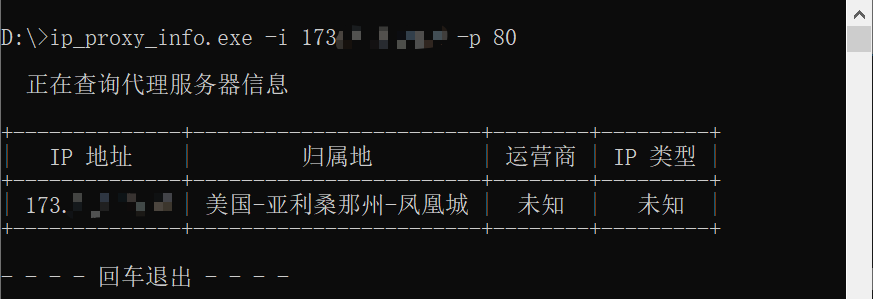 D:\>ip_proxy_info.exe -i 173 -p 80
正在查询代理服务器信息
+--------------+------------------------+--------+---------+
| IP 地址 | 归属地 | 运营商 | IP 类型 |
+--------------+------------------------+--------+---------+
| 173. | 美国-亚利桑那州-凤凰城 | 未知 | 未知 |
+--------------+------------------------+--------+---------+
- - - - 回车退出 - - - -